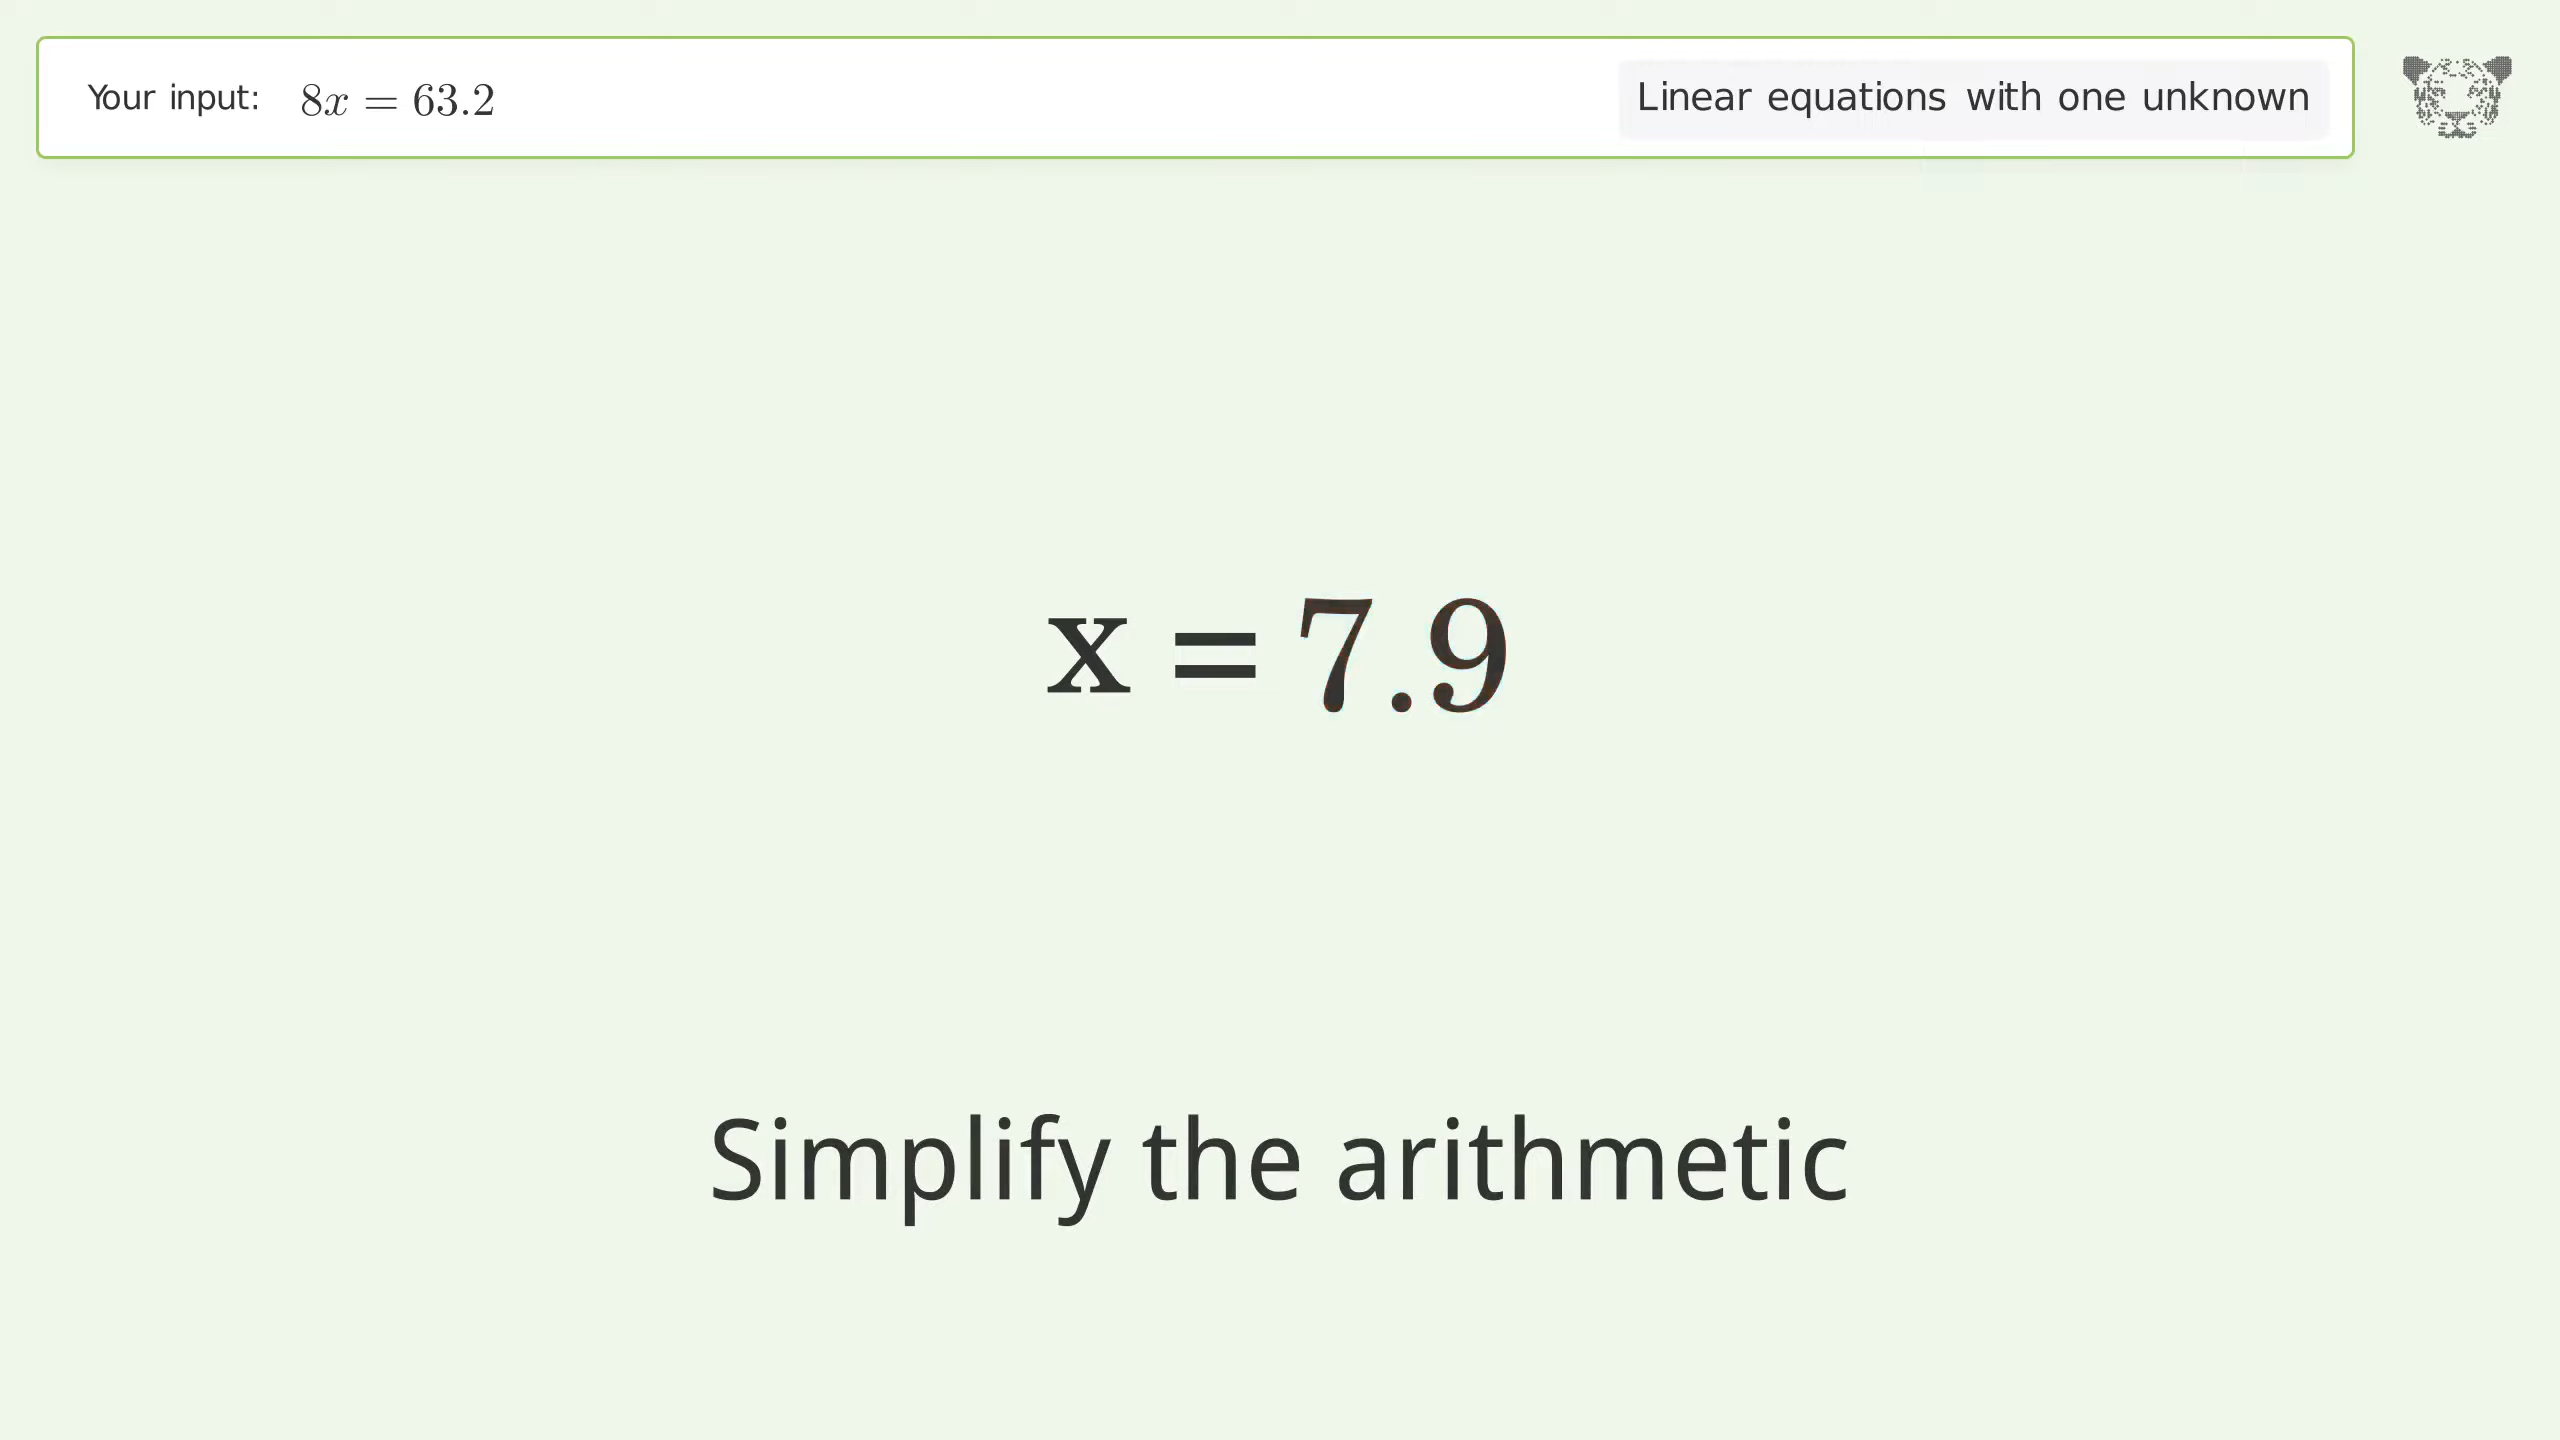 Your input: 8x = 63.2 Linear equations with one unknown
x = 7.9
Simplify the arithmetic